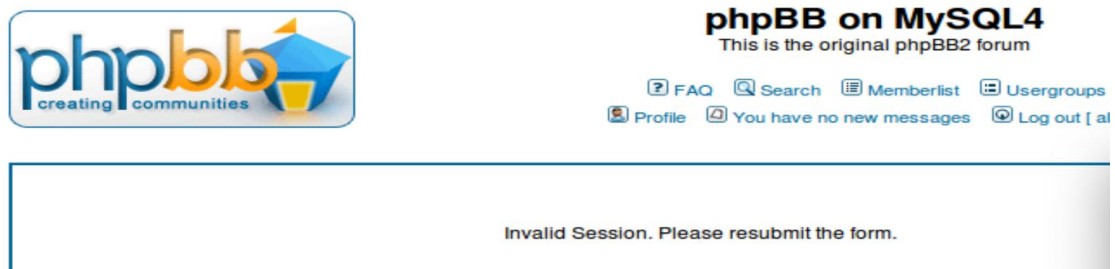 phpbb
creating communities
phpBB on MySQL4
This is the original phpBB2 forum
FAQ Search Memberlist Usergroups
Profile You have no new messages Log out [ al
Invalid Session. Please resubmit the form.